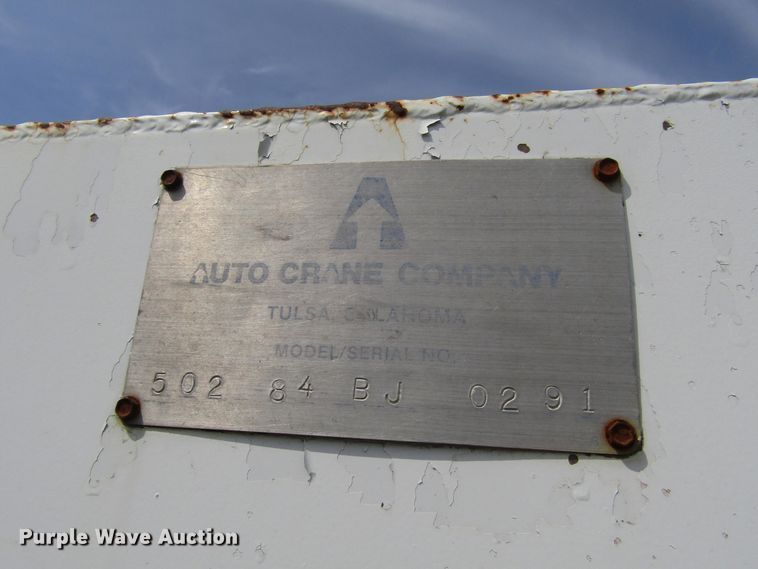 AUTO CRANE COMPANY
TULSA, OKLAHOMA
MODEL/SERIAL NO.
502 84 BJ 0291
Purple Wave Auction